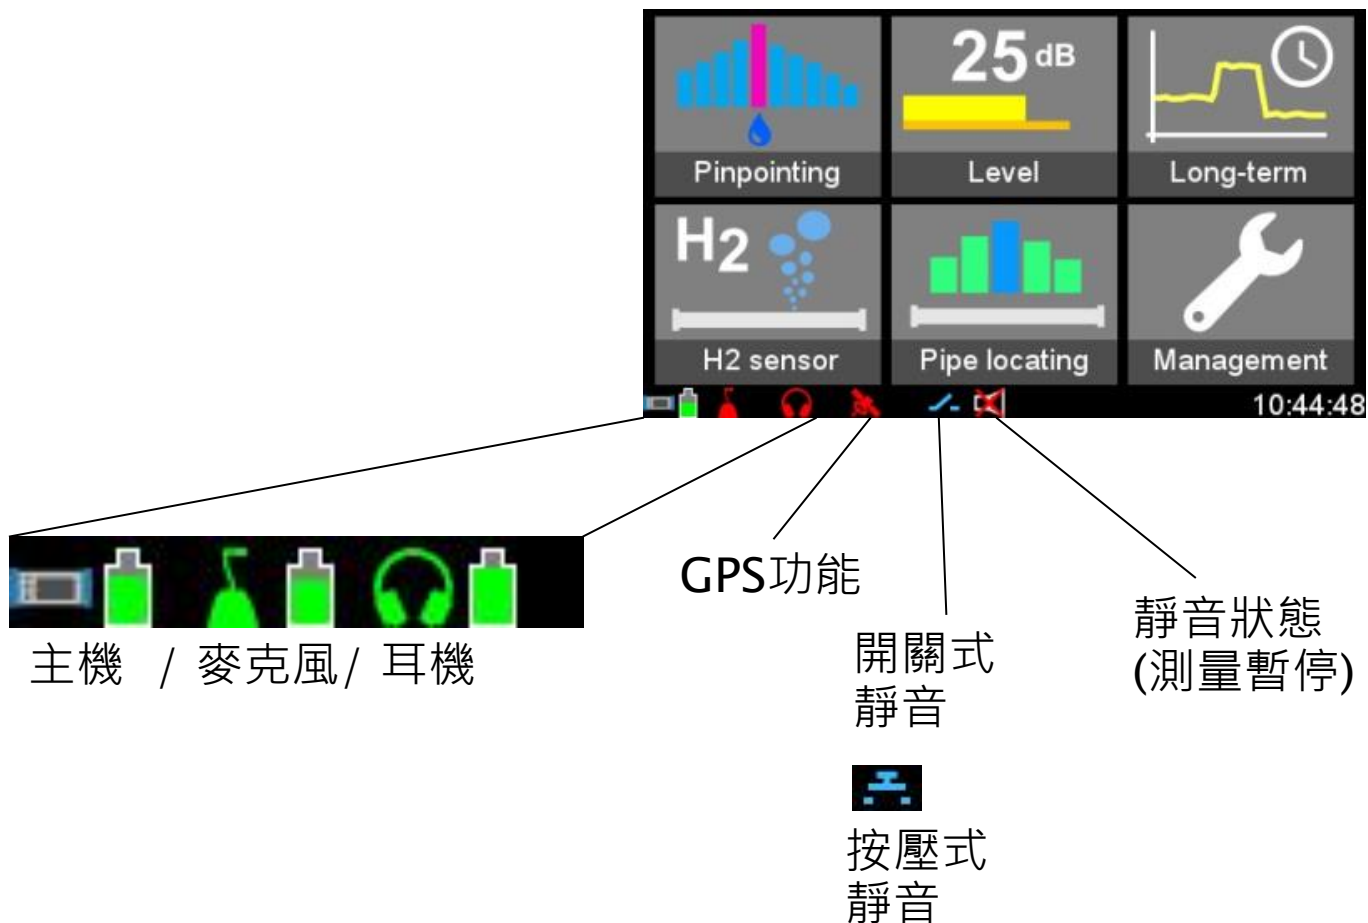 25 dB
Pinpointing
Level
Long-term
H2
H2 sensor
Pipe locating
Management
10:44:48
主機 / 麥克風/ 耳機
GPS功能
開關式
靜音
靜音狀態
(測量暫停)
按壓式
靜音